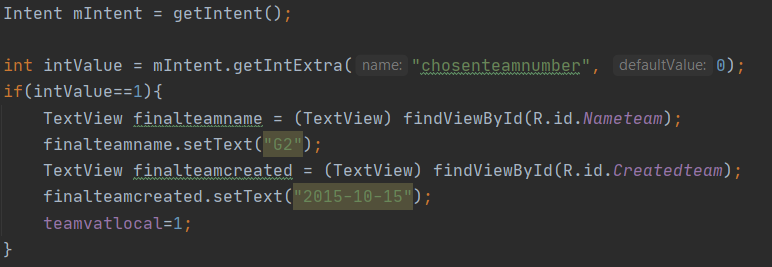 Intent mIntent = getIntent();
int intValue = mIntent.getIntExtra( name: "chosenteamnumber", defaultValue: 0);
if(intValue==1){
TextView finalteamname = (TextView) findViewById(R.id.Nameteam);
finalteamname.setText("G2");
TextView finalteamcreated = (TextView) findViewById(R.id.Createdteam);
finalteamcreated.setText("2015-10-15");
teamvatlocal=1;
}